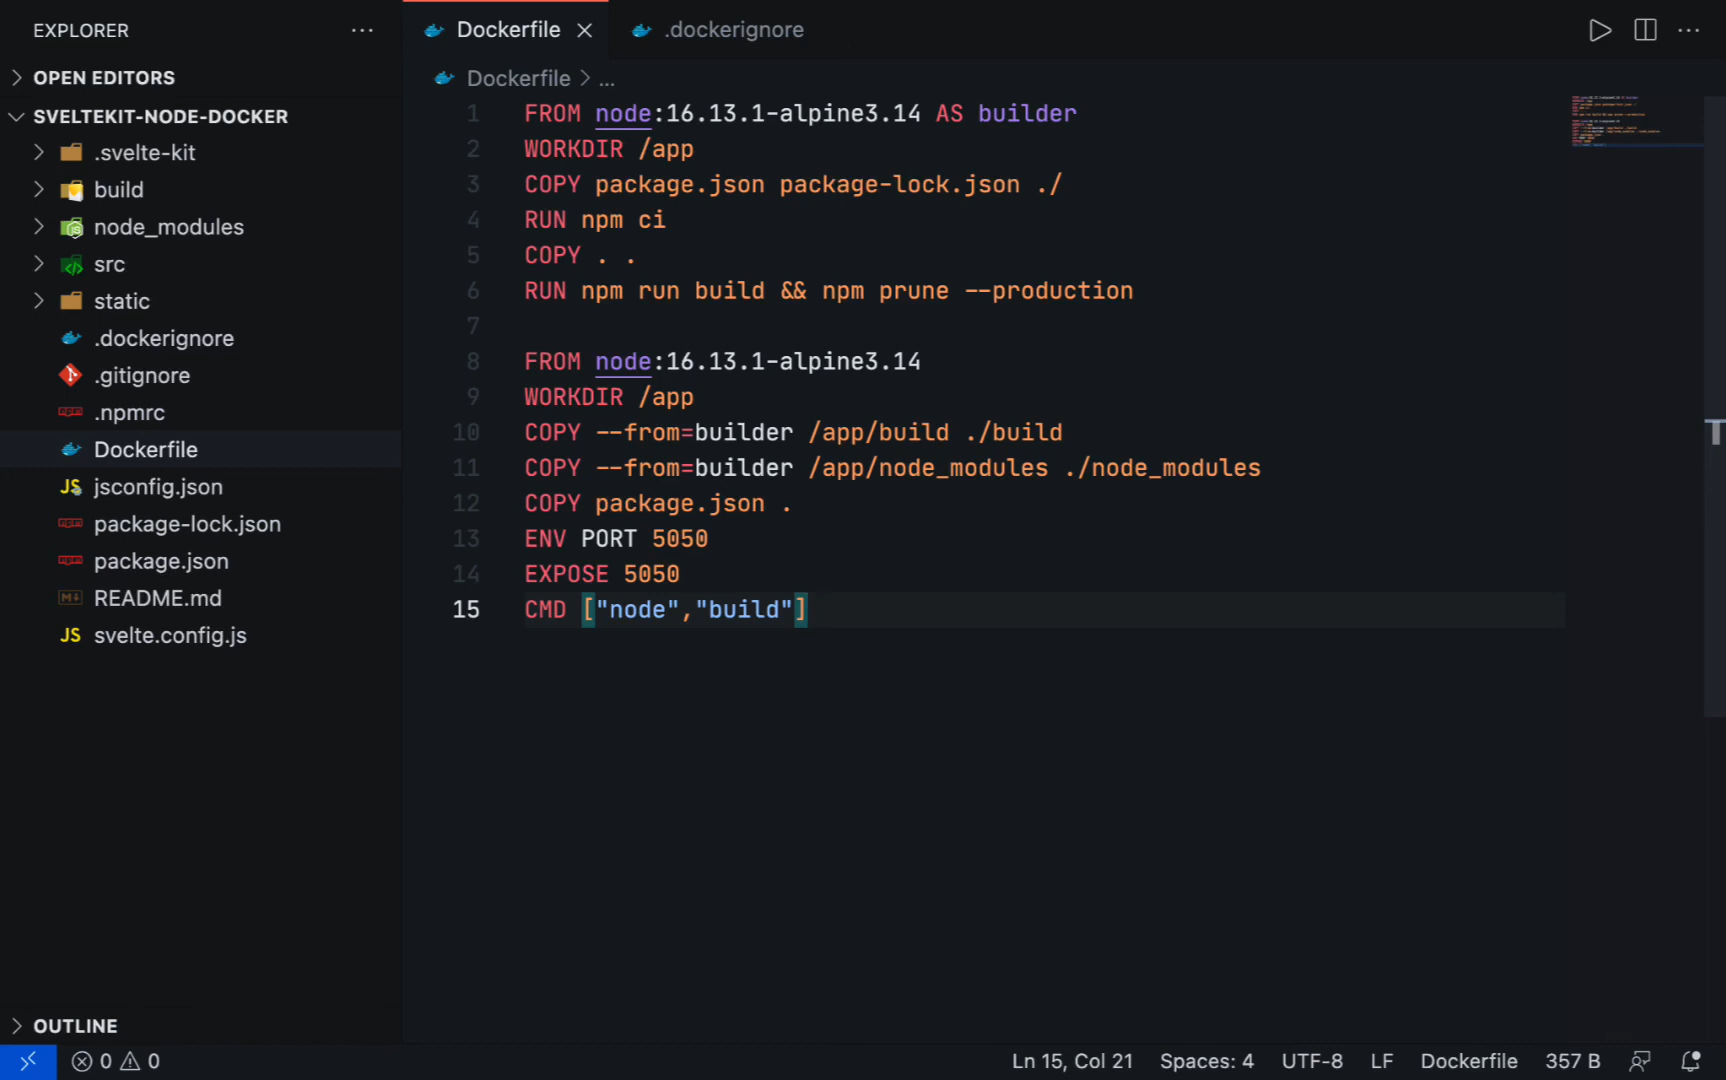 EXPLORER
OPEN EDITORS
SVELTEKIT-NODE-DOCKER
.svelte-kit
build
node_modules
src
static
.dockerignore
.gitignore
.npmrc
Dockerfile
jsconfig.json
package-lock.json
package.json
README.md
svelte.config.js
OUTLINE
Dockerfile
.dockerignore
Dockerfile > ...
1 FROM node:16.13.1-alpine3.14 AS builder
2 WORKDIR /app
3 COPY package.json package-lock.json ./
4 RUN npm ci
5 COPY . .
6 RUN npm run build && npm prune --production
7
8 FROM node:16.13.1-alpine3.14
9 WORKDIR /app
10 COPY --from=builder /app/build ./build
11 COPY --from=builder /app/node_modules ./node_modules
12 COPY package.json .
13 ENV PORT 5050
14 EXPOSE 5050
15 CMD ["node","build"]
0 0
Ln 15, Col 21 Spaces: 4 UTF-8 LF Dockerfile 357 B